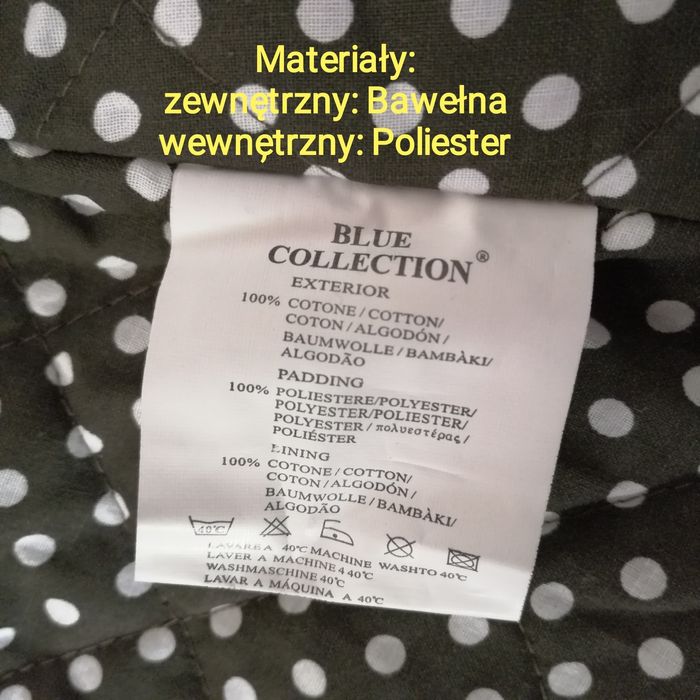 Materiały:
zewnętrzny: Bawełna
wewnętrzny: Poliester
BLUE
COLLECTION®
EXTERIOR
100% COTONE/COTTON/
COTON/ALGODÓN/
BAUMWOLLE/BAMBÀKI/
ALGODÃO
PADDING
100% POLIESTERE/POLYESTER/
POLYESTER/POLIESTER/
POLYESTER/πολυεστέρας/
POLIÉSTER
LINING
100% COTONE/COTTON/
COTON/ALGODÓN/
BAUMWOLLE/BAMBÀKI/
ALGODÃO
40℃
LAVARE A 40℃ MACHINE WASHTO 40℃
LAVER A MACHINE 4 40℃
WASHMASCHINE 40℃
LAVAR A MÁQUINA A 40℃